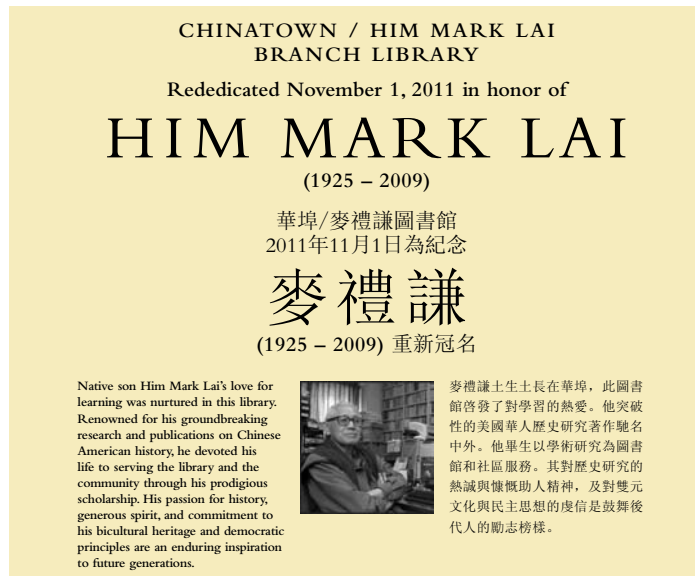 CHINATOWN / HIM MARK LAI
BRANCH LIBRARY
Rededicated November 1, 2011 in honor of
HIM MARK LAI
(1925 – 2009)
華埠/麥禮謙圖書館
2011年11月1日為紀念
麥禮謙
(1925 – 2009) 重新冠名
Native son Him Mark Lai's love for
learning was nurtured in this library.
Renowned for his groundbreaking
research and publications on Chinese
American history, he devoted his
life to serving the library and the
community through his prodigious
scholarship. His passion for history,
generous spirit, and commitment to
his bicultural heritage and democratic
principles are an enduring inspiration
to future generations.
麥禮謙土生土長在華埠，此圖書
館啓發了對學習的熱愛。他突破
性的美國華人歷史研究著作馳名
中外。他畢生以學術研究為圖書
館和社區服務。其對歷史研究的
熱誠與慷慨助人精神，及對雙元
文化與民主思想的虔信是鼓舞後
代人的勵志榜樣。